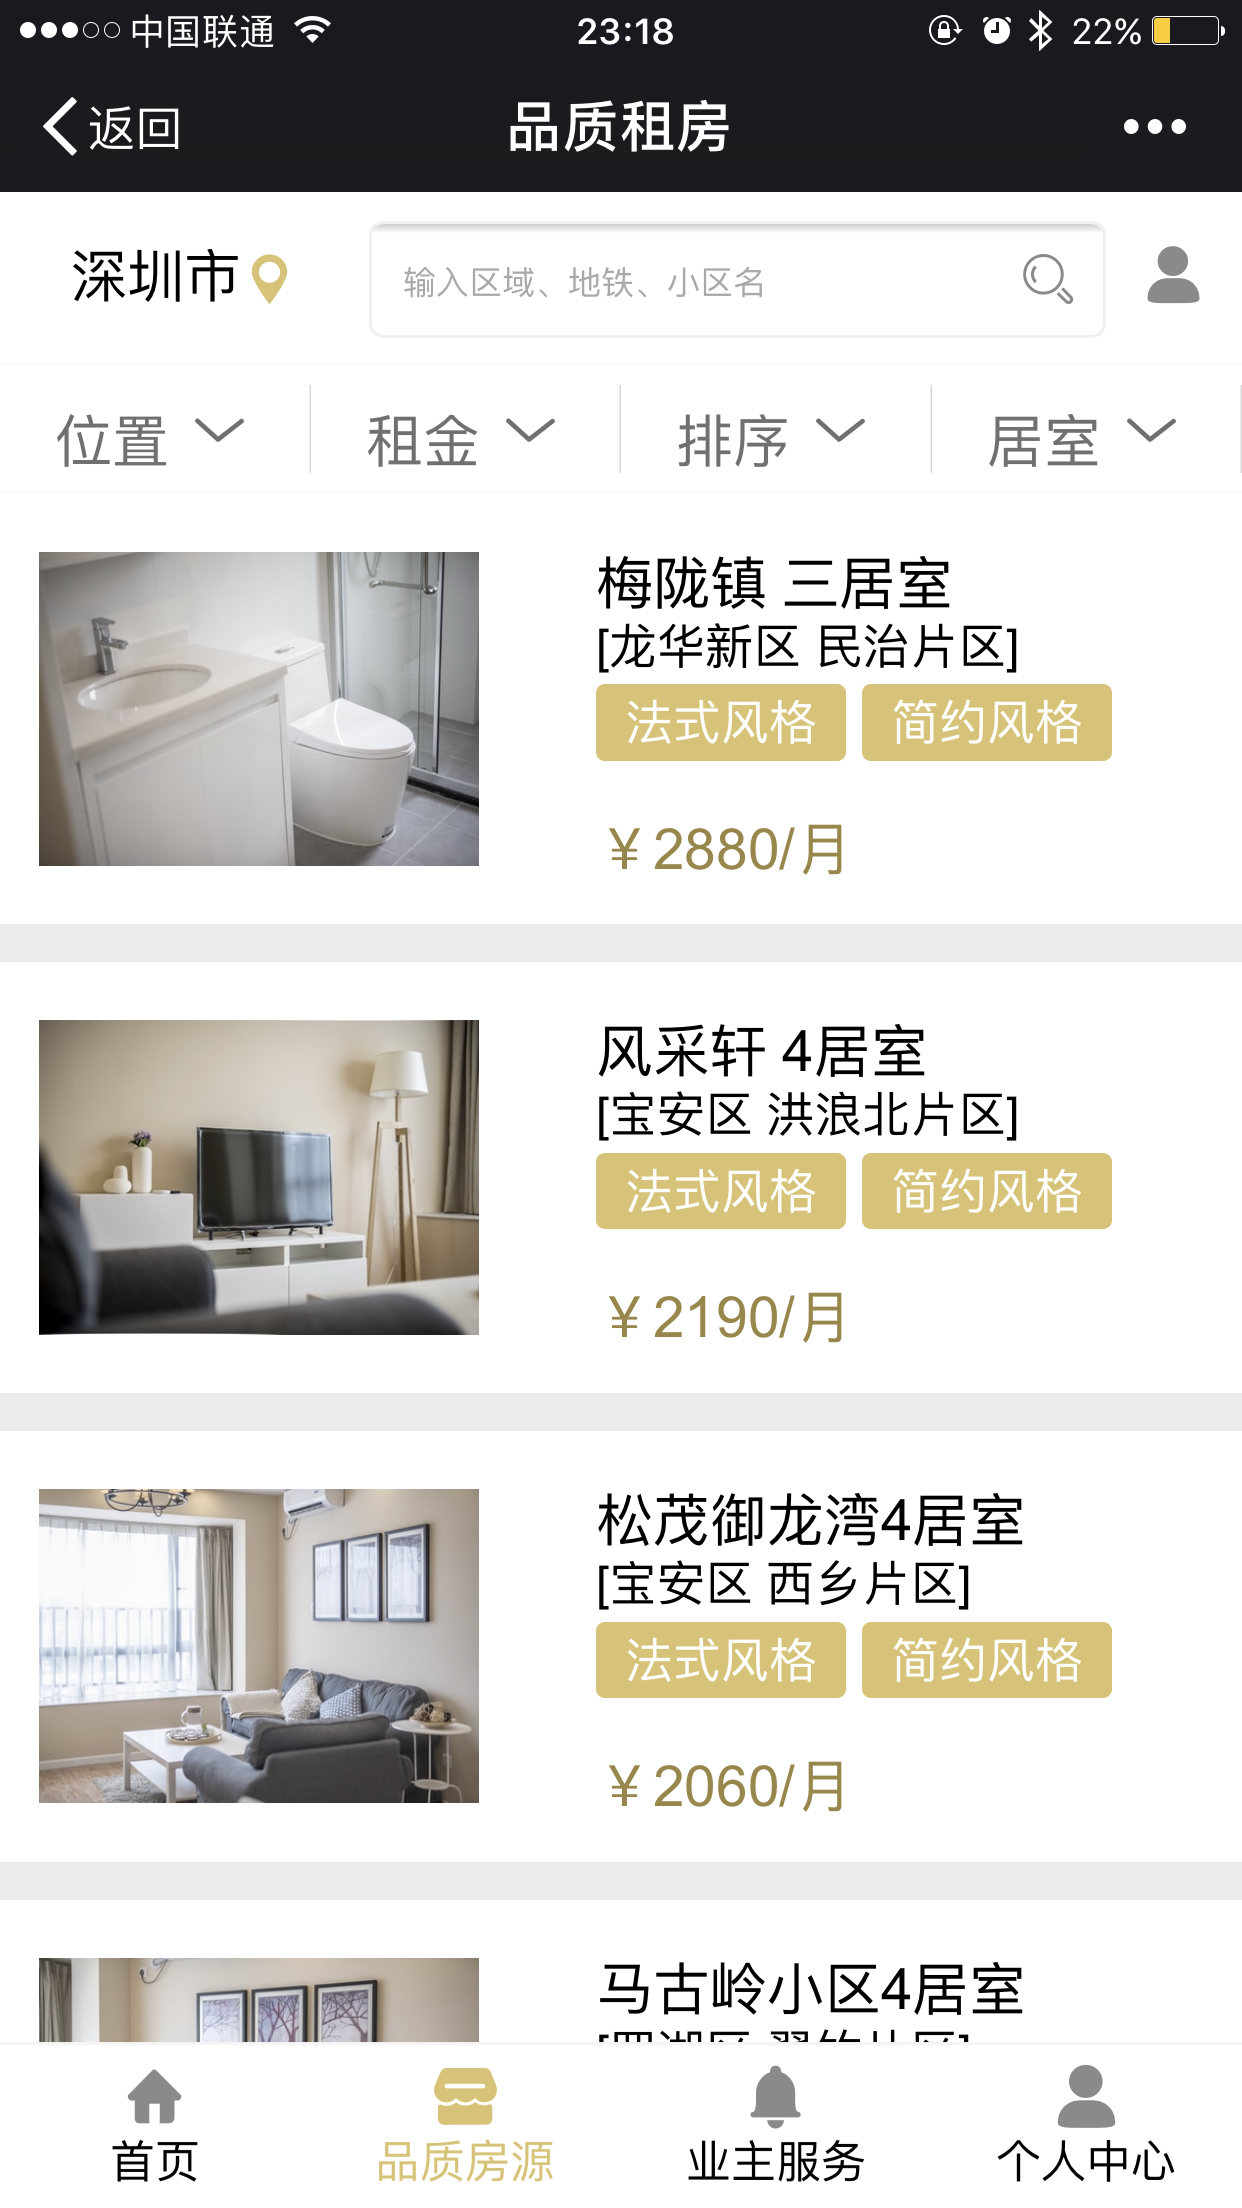 中国联通 23:18 22%
返回 品质租房
深圳市 输入区域、地铁、小区名
位置 租金 排序 居室
梅陇镇 三居室
[龙华新区 民治片区]
法式风格 简约风格
¥2880/月
风采轩 4居室
[宝安区 洪浪北片区]
法式风格 简约风格
¥2190/月
松茂御龙湾4居室
[宝安区 西乡片区]
法式风格 简约风格
¥2060/月
马古岭小区4居室
首页 品质房源 业主服务 个人中心